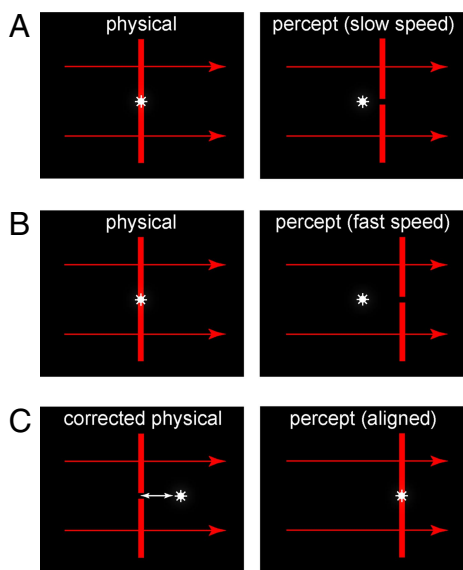 A
physical
percept (slow speed)
B
physical
percept (fast speed)
C
corrected physical
percept (aligned)